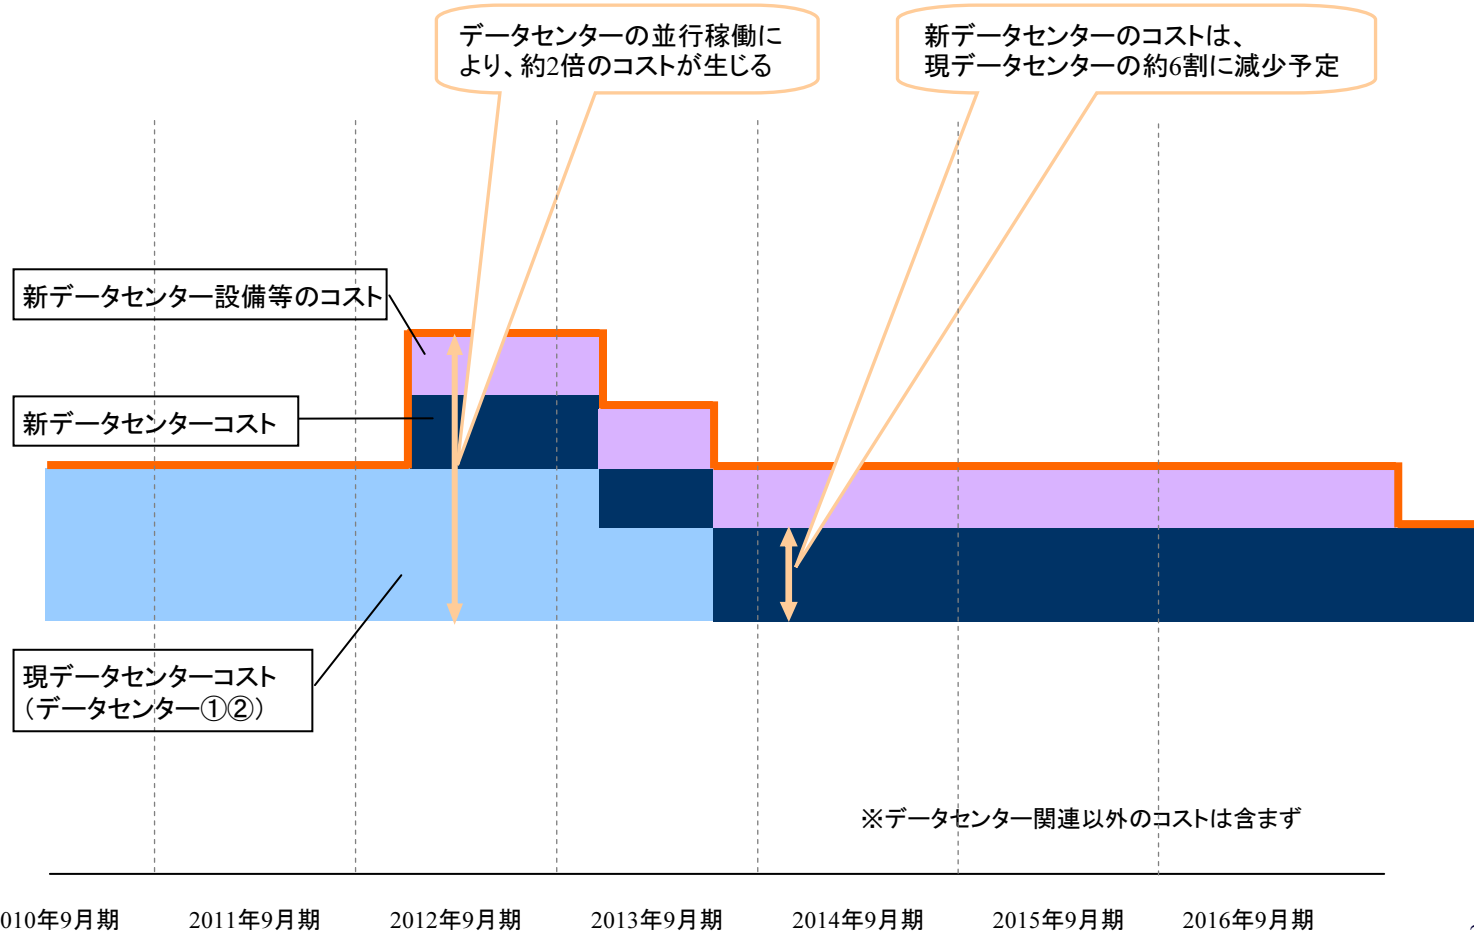 データセンターの並行稼働に
より、約2倍のコストが生じる
新データセンターのコストは、
現データセンターの約6割に減少予定
新データセンター設備等のコスト
新データセンターコスト
現データセンターコスト
（データセンター①②）
※データセンター関連以外のコストは含まず
010年9月期
2011年9月期
2012年9月期
2013年9月期
2014年9月期
2015年9月期
2016年9月期